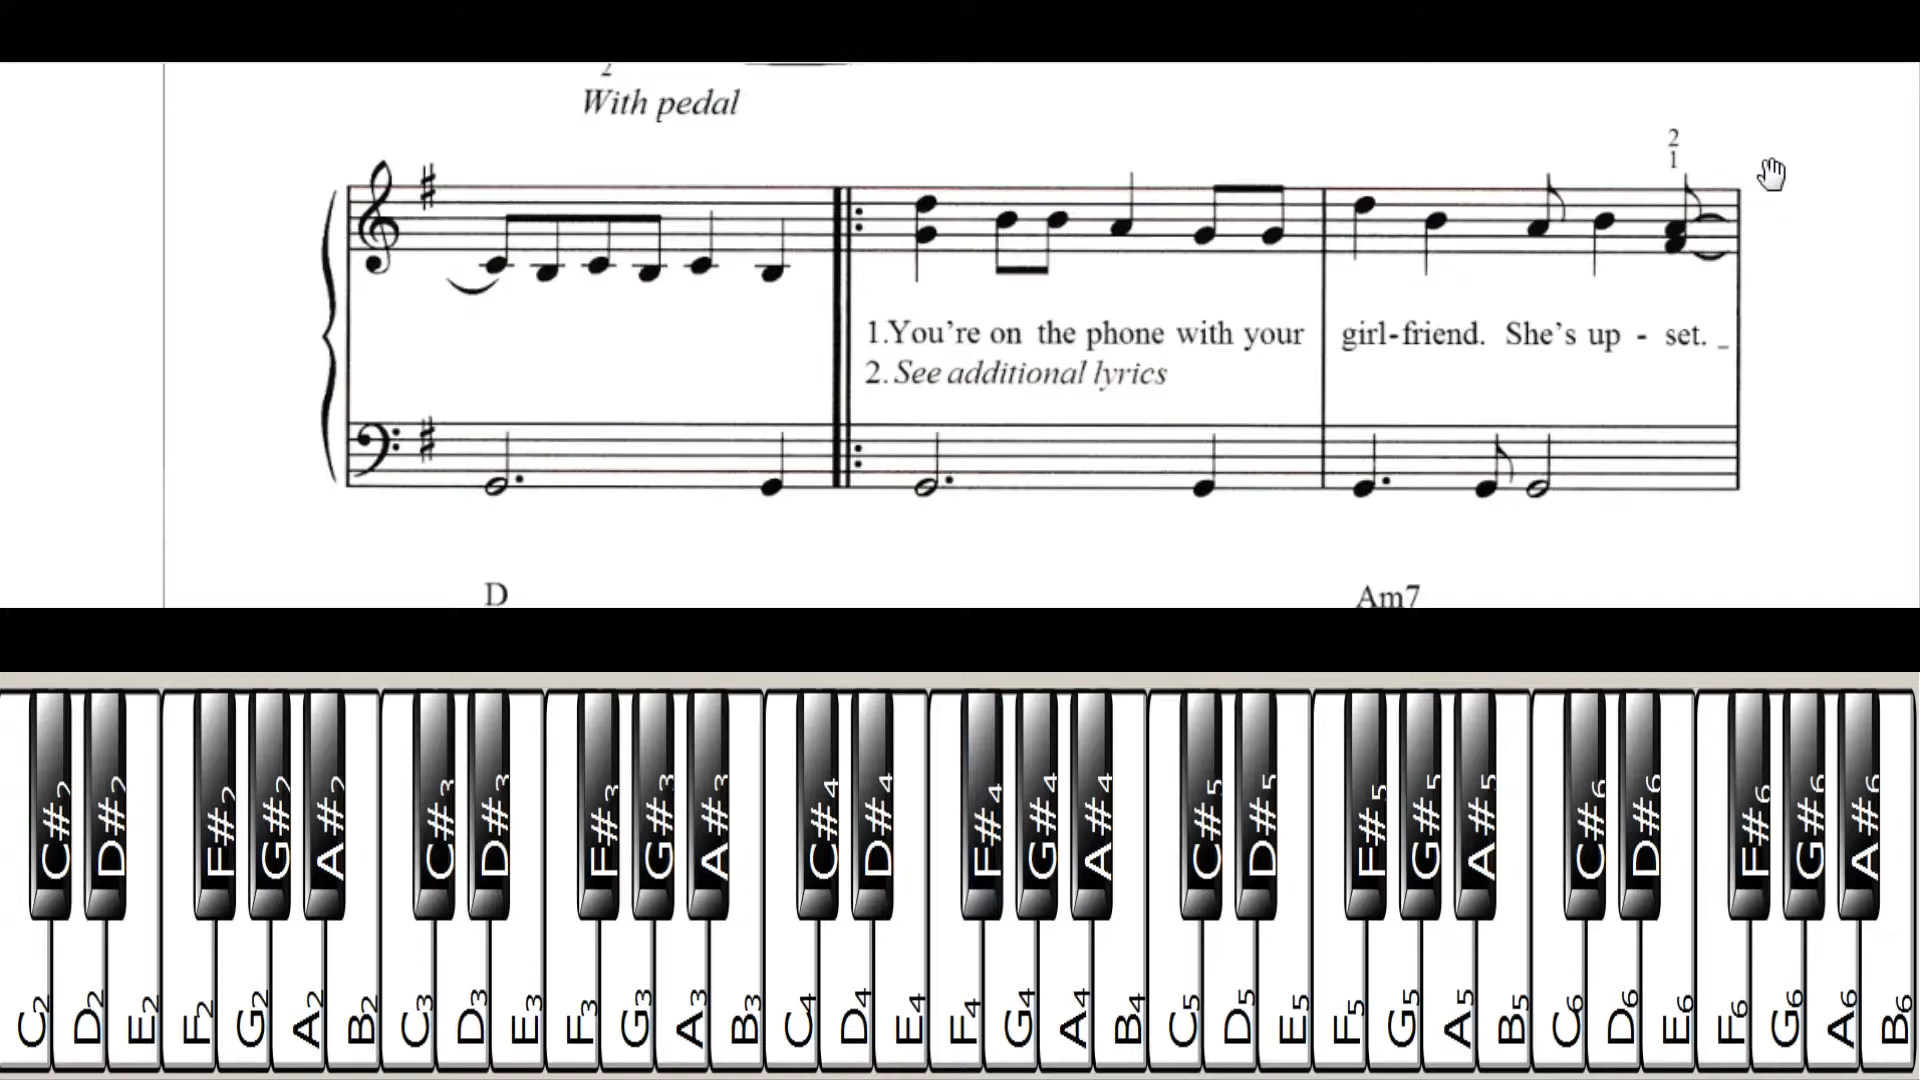 2
With pedal
2
1
1.You're on the phone with your girl-friend. She's up - set. _
2. See additional lyrics
D Am7
C#2 D#2 F#2 G#2 A#2 C#3 D#3 F#3 G#3 A#3 C#4 D#4 F#4 G#4 A#4 C#5 D#5 F#5 G#5 A#5 C#6 D#6 F#6 G#6 A#6
C2 D2 E2 F2 G2 A2 B2 C3 D3 E3 F3 G3 A3 B3 C4 D4 E4 F4 G4 A4 B4 C5 D5 E5 F5 G5 A5 B5 C6 D6 E6 F6 G6 A6 B6